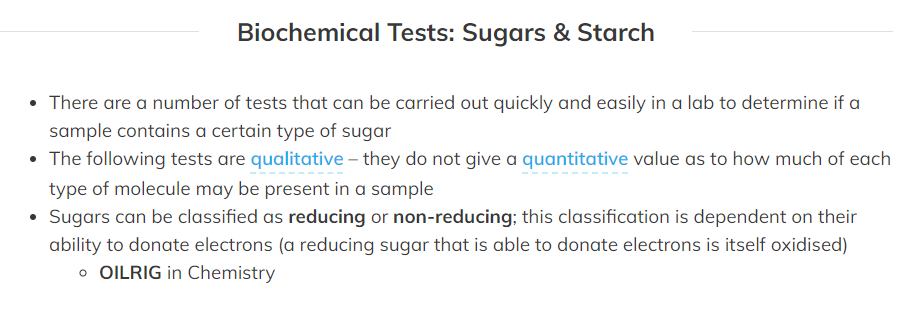 Biochemical Tests: Sugars & Starch
• There are a number of tests that can be carried out quickly and easily in a lab to determine if a
sample contains a certain type of sugar
• The following tests are qualitative – they do not give a quantitative value as to how much of each
type of molecule may be present in a sample
• Sugars can be classified as reducing or non-reducing; this classification is dependent on their
ability to donate electrons (a reducing sugar that is able to donate electrons is itself oxidised)
◦ OILRIG in Chemistry